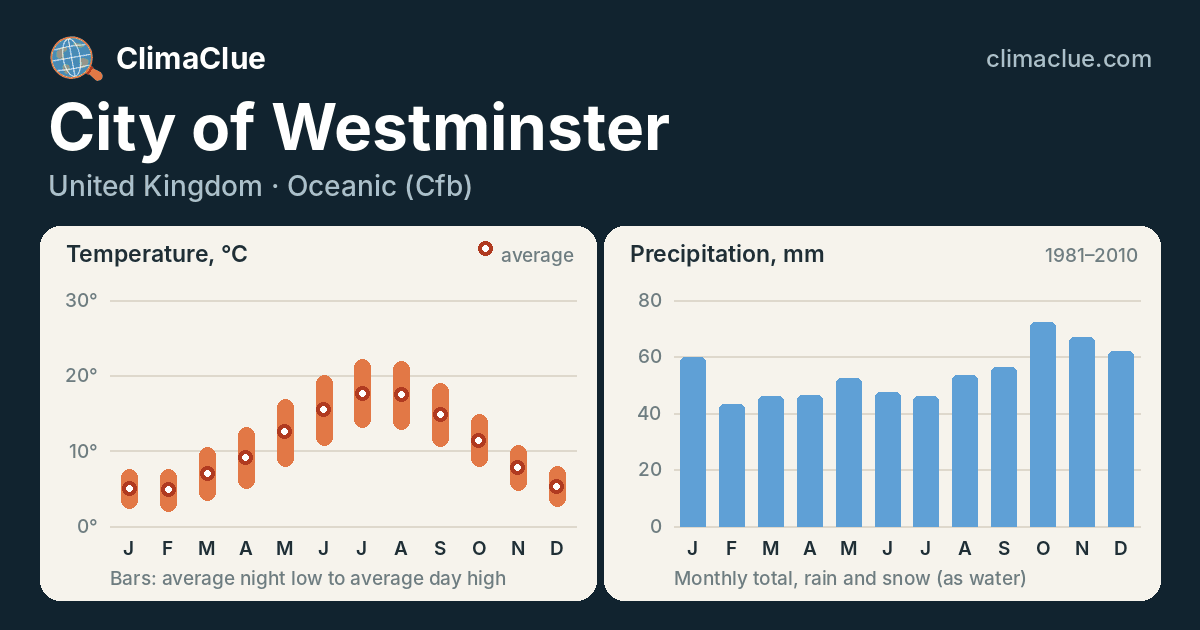 ClimaClue
climaclue.com
City of Westminster
United Kingdom · Oceanic (Cfb)
Temperature, °C
average
30°
20°
10°
0°
J F M A M J J A S O N D
Bars: average night low to average day high
Precipitation, mm
1981–2010
80
60
40
20
0
J F M A M J J A S O N D
Monthly total, rain and snow (as water)